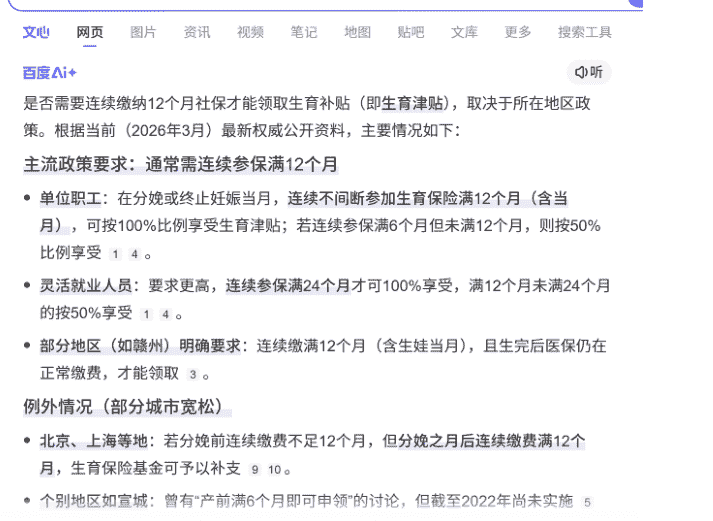 文心 网页 图片 资讯 视频 笔记 地图 贴吧 文库 更多 搜索工具
百度Ai+ 听
是否需要连续缴纳12个月社保才能领取生育补贴（即生育津贴），取决于所在地区政
策。根据当前（2026年3月）最新权威公开资料，主要情况如下：
主流政策要求：通常需连续参保满12个月
• 单位职工：在分娩或终止妊娠当月，连续不间断参加生育保险满12个月（含当
月），可按100%比例享受生育津贴；若连续参保满6个月但未满12个月，则按50%
比例享受 1 4 。
• 灵活就业人员：要求更高，连续参保满24个月才可100%享受，满12个月未满24个月
的按50%享受 1 4 。
• 部分地区（如赣州）明确要求：连续缴满12个月（含生娃当月），且生完后医保仍在
正常缴费，才能领取 3 。
例外情况（部分城市宽松）
• 北京、上海等地：若分娩前连续缴费不足12个月，但分娩之月后连续缴费满12个
月，生育保险基金可予以补支 9 10 。
• 个别地区如宣城：曾有“产前满6个月即可申领”的讨论，但截至2022年尚未实施 5